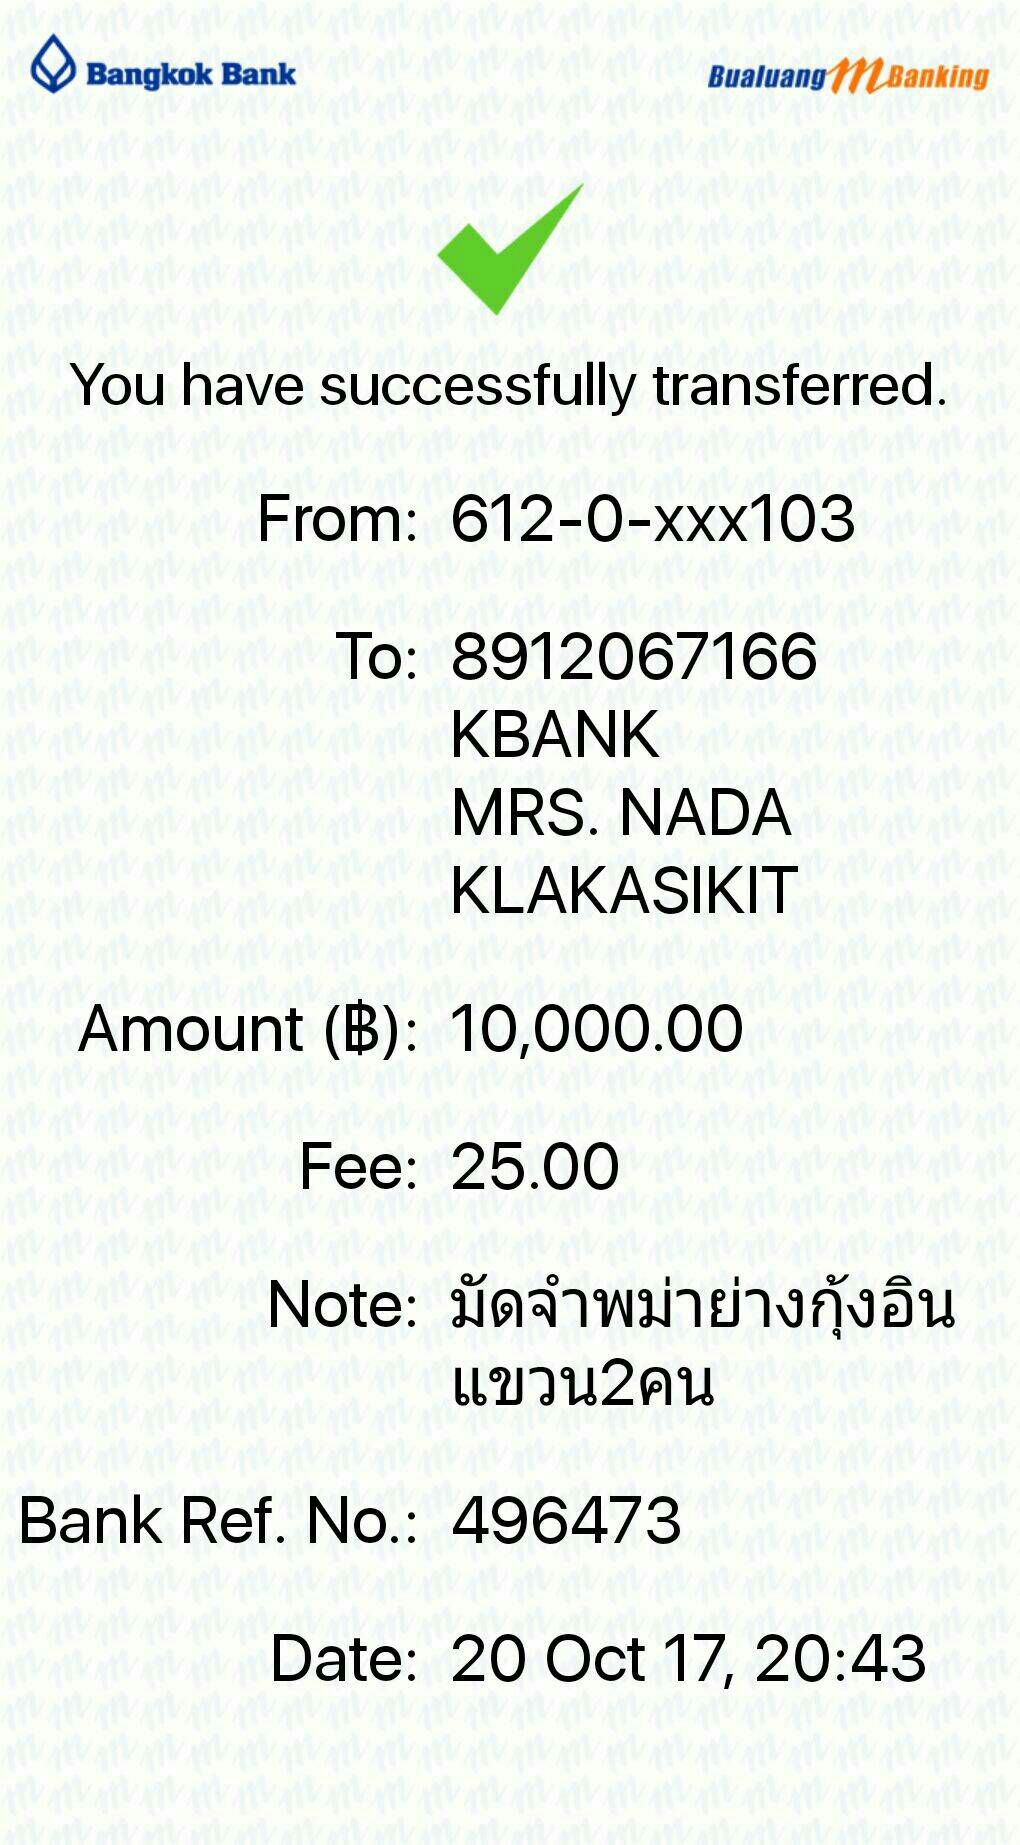 Bangkok Bank
Bualuang mBanking
You have successfully transferred.
From: 612-0-xxx103
To: 8912067166
KBANK
MRS. NADA
KLAKASIKIT
Amount (฿): 10,000.00
Fee: 25.00
Note: มัดจำพม่าย่างกุ้งอิน
แขวน2คน
Bank Ref. No.: 496473
Date: 20 Oct 17, 20:43